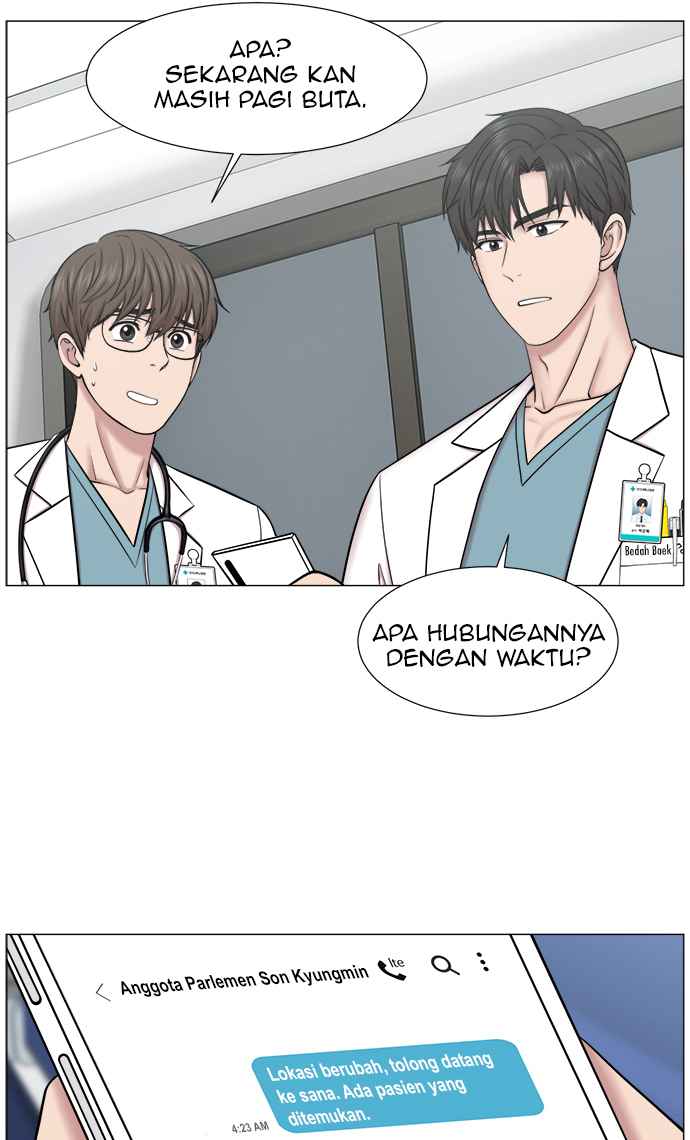 APA?
SEKARANG KAN
MASIH PAGI BUTA.
Bedah Baek
APA HUBUNGANNYA
DENGAN WAKTU?
Anggota Parlemen Son Kyungmin
lte
Lokasi berubah, tolong datang
ke sana. Ada pasien yang
ditemukan.
4:23 AM